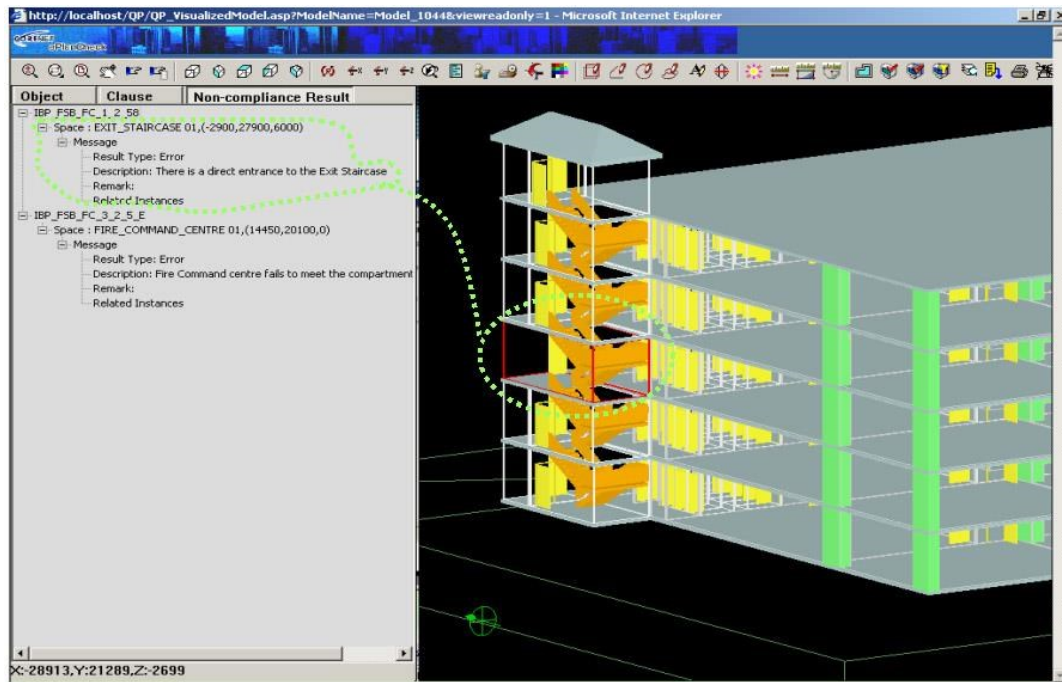 http://localhost/QP/QP_VisualizedModel.asp?ModelName=Model_1044&viewreadonly=1 - Microsoft Internet Explorer
ePlanCheck
Object Clause Non-compliance Result
IBP_FSB_FC_1_2_58
Space : EXIT_STAIRCASE 01,(-2900,27900,6000)
Message
Result Type: Error
Description: There is a direct entrance to the Exit Staircase
Remark:
Related Instances
IBP_FSB_FC_3_2_5_E
Space : FIRE_COMMAND_CENTRE 01,(14450,20100,0)
Message
Result Type: Error
Description: Fire Command centre fails to meet the compartment
Remark:
Related Instances
X:-28913,Y:21289,Z:-2699